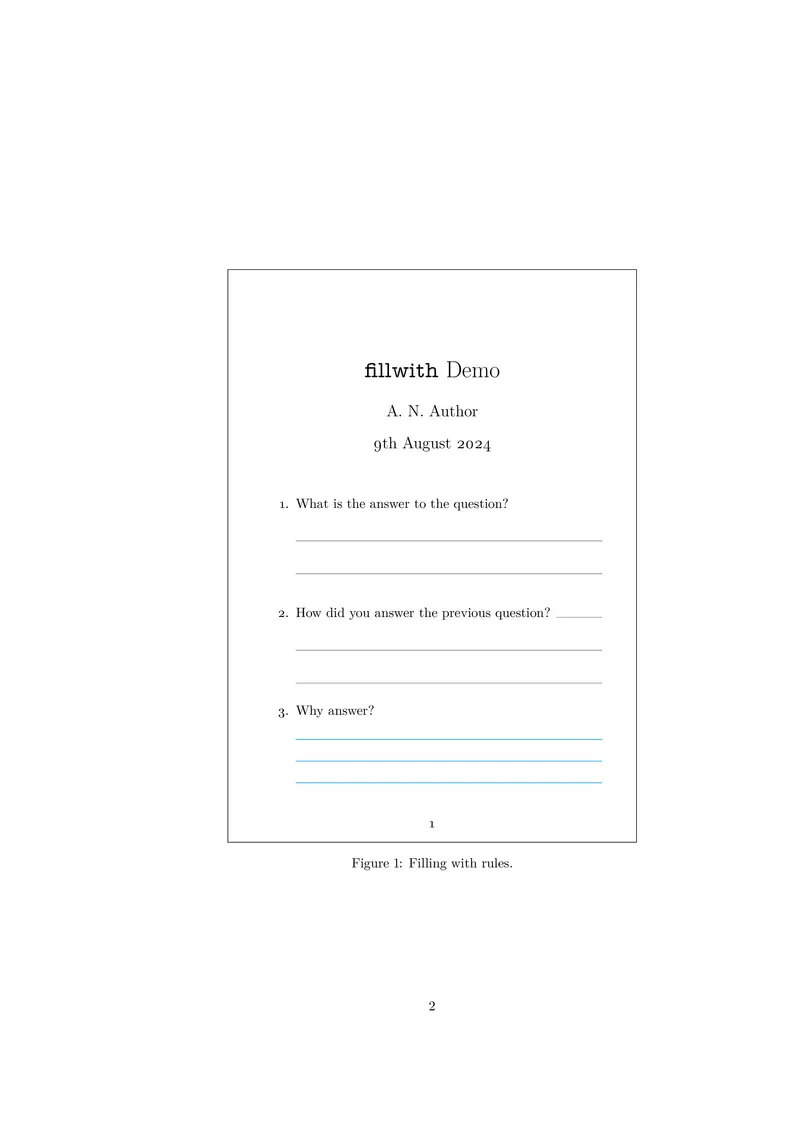 fillwith Demo
A. N. Author
9th August 2024
1. What is the answer to the question?
2. How did you answer the previous question?
3. Why answer?
1
Figure 1: Filling with rules.
2